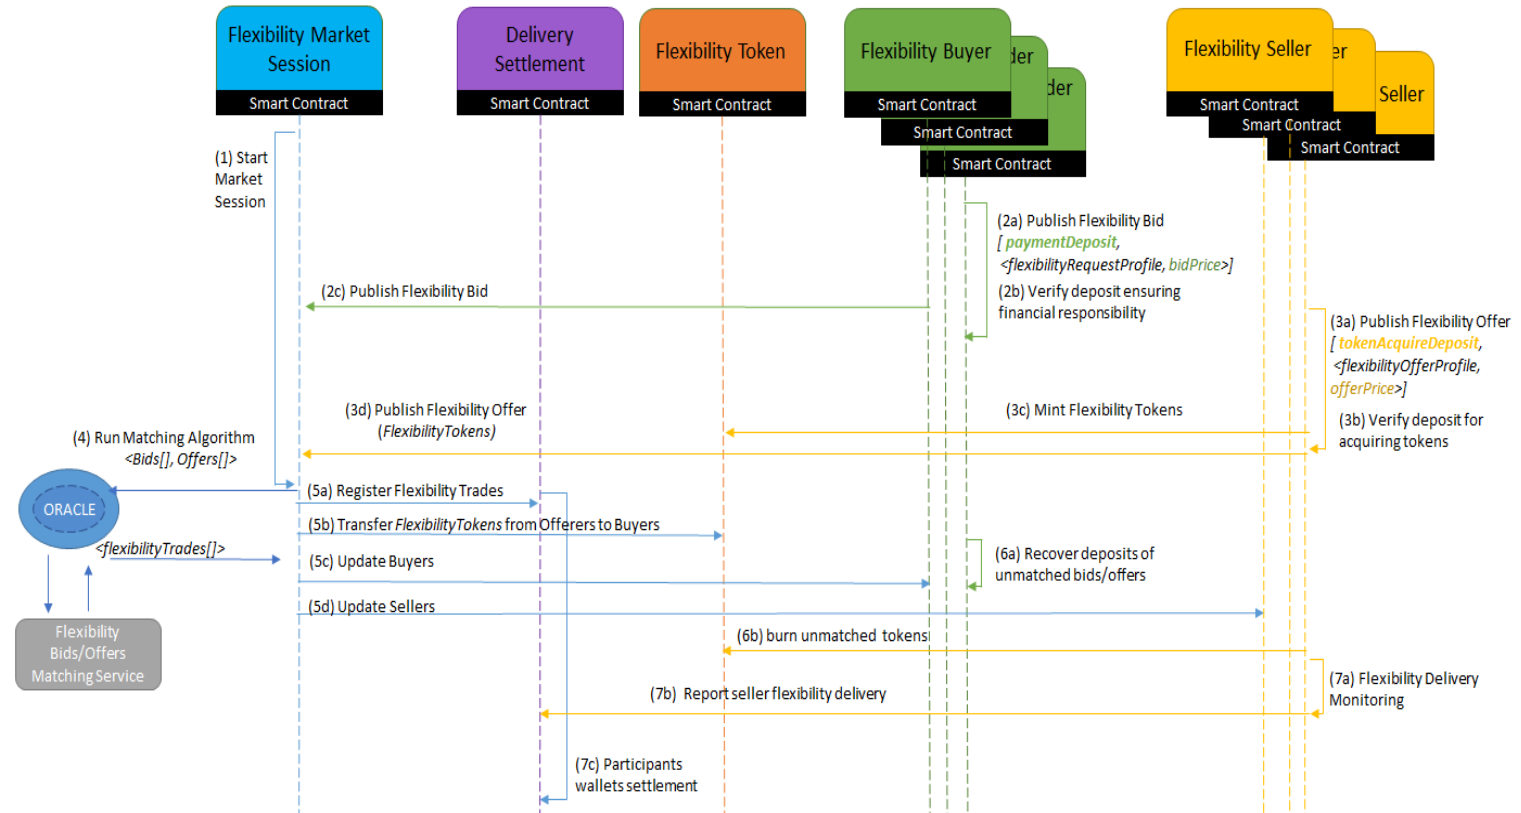 Flexibility Market
Session
Smart Contract
Delivery
Settlement
Smart Contract
Flexibility Token
Smart Contract
Flexibility Buyer
Smart Contract
der
Smart Contract
der
Smart Contract
Flexibility Seller
Smart Contract
er
Smart Contract
Seller
Smart Contract
(1) Start
Market
Session
(2a) Publish Flexibility Bid
[ paymentDeposit,
<flexibilityRequestProfile, bidPrice>]
(2b) Verify deposit ensuring
financial responsibility
(2c) Publish Flexibility Bid
(3a) Publish Flexibility Offer
[ tokenAcquireDeposit,
<flexibilityOfferProfile,
offerPrice>]
(3b) Verify deposit for
acquiring tokens
(3c) Mint Flexibility Tokens
(3d) Publish Flexibility Offer
(FlexibilityTokens)
(4) Run Matching Algorithm
<Bids[], Offers[]>
ORACLE
<flexibilityTrades[]>
Flexibility
Bids/Offers
Matching Service
(5a) Register Flexibility Trades
(5b) Transfer FlexibilityTokens from Offerers to Buyers
(5c) Update Buyers
(5d) Update Sellers
(6a) Recover deposits of
unmatched bids/offers
(6b) burn unmatched tokens
(7a) Flexibility Delivery
Monitoring
(7b) Report seller flexibility delivery
(7c) Participants
wallets settlement